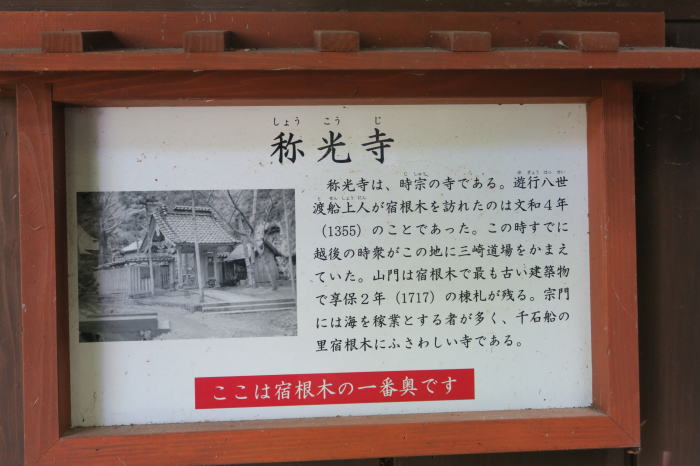 しょう こう じ
称光寺
称光寺は、時宗の寺である。遊行八世
渡船上人が宿根木を訪れたのは文和4年
（1355）のことであった。この時すでに
越後の時衆がこの地に三崎道場をかまえ
ていた。山門は宿根木で最も古い建築物
で享保2年（1717）の棟札が残る。宗門
には海を稼業とする者が多く、千石船の
里宿根木にふさわしい寺である。
ここは宿根木の一番奥です